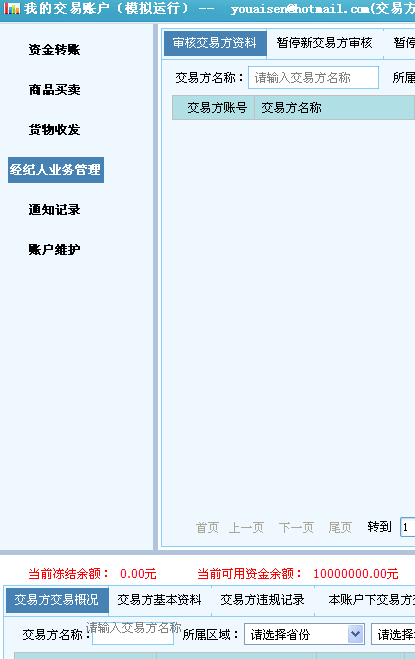 我的交易账户（模拟运行） -- youaisen@hotmail.com(交易方
资金转账
商品买卖
货物收发
经纪人业务管理
通知记录
账户维护
审核交易方资料 暂停新交易方审核 暂停
交易方名称： 请输入交易方名称 所属
交易方账号 交易方名称
首页 上一页 下一页 尾页 转到 1
当前冻结余额： 0.00元 当前可用资金余额： 10000000.00元
交易方交易概况 交易方基本资料 交易方违规记录 本账户下交易方交
交易方名称： 请输入交易方名称 所属区域： 请选择省份 请选择